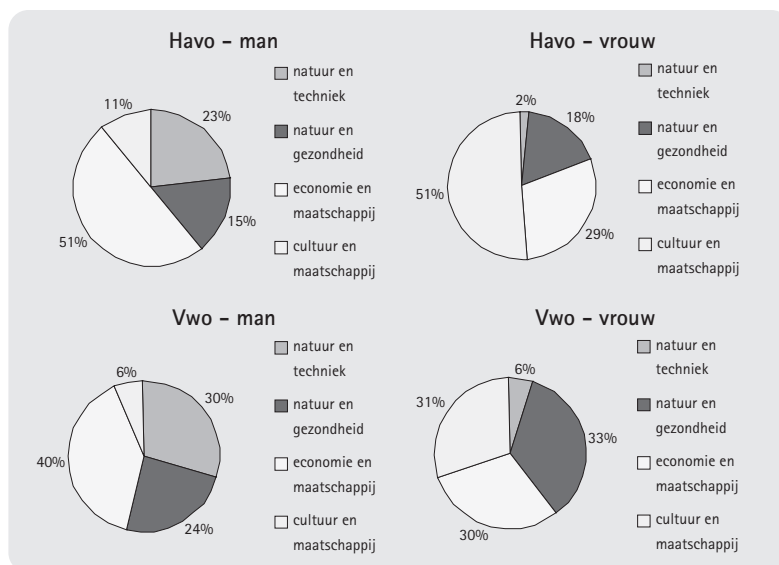 Havo – man
11%
23%
15%
51%
natuur en
techniek
natuur en
gezondheid
economie en
maatschappij
cultuur en
maatschappij
Havo – vrouw
2%
18%
29%
51%
natuur en
techniek
natuur en
gezondheid
economie en
maatschappij
cultuur en
maatschappij
Vwo – man
6%
30%
24%
40%
natuur en
techniek
natuur en
gezondheid
economie en
maatschappij
cultuur en
maatschappij
Vwo – vrouw
6%
33%
30%
31%
natuur en
techniek
natuur en
gezondheid
economie en
maatschappij
cultuur en
maatschappij